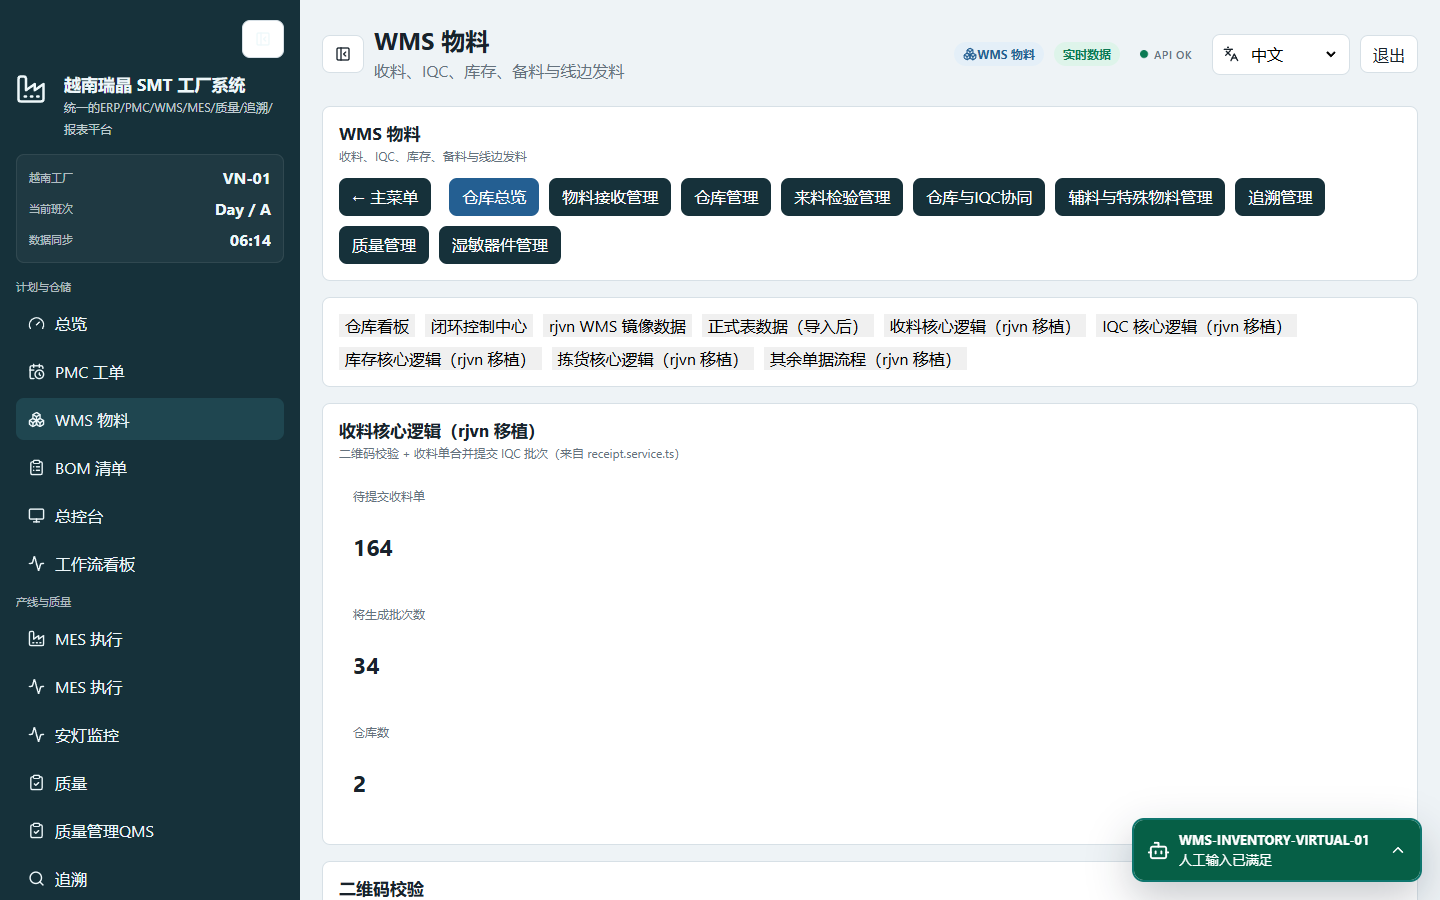 越南瑞晶 SMT 工厂系统
统一的ERP/PMC/WMS/MES/质量/追溯/
报表平台
越南工厂 VN-01
当前班次 Day / A
数据同步 06:14
计划与仓储
总览
PMC 工单
WMS 物料
BOM 清单
总控台
工作流看板
产线与质量
MES 执行
MES 执行
安灯监控
质量
质量管理QMS
追溯
WMS 物料
收料、IQC、库存、备料与线边发料
WMS 物料 实时数据 API OK 中文 退出
WMS 物料
收料、IQC、库存、备料与线边发料
← 主菜单 仓库总览 物料接收管理 仓库管理 来料检验管理 仓库与IQC协同 辅料与特殊物料管理 追溯管理
质量管理 湿敏器件管理
仓库看板 闭环控制中心 rjvn WMS 镜像数据 正式表数据（导入后） 收料核心逻辑（rjvn 移植） IQC 核心逻辑（rjvn 移植）
库存核心逻辑（rjvn 移植） 拣货核心逻辑（rjvn 移植） 其余单据流程（rjvn 移植）
收料核心逻辑（rjvn 移植）
二维码校验 + 收料单合并提交 IQC 批次（来自 receipt.service.ts）
待提交收料单
164
将生成批次数
34
仓库数
2
二维码校验
WMS-INVENTORY-VIRTUAL-01
人工输入已满足